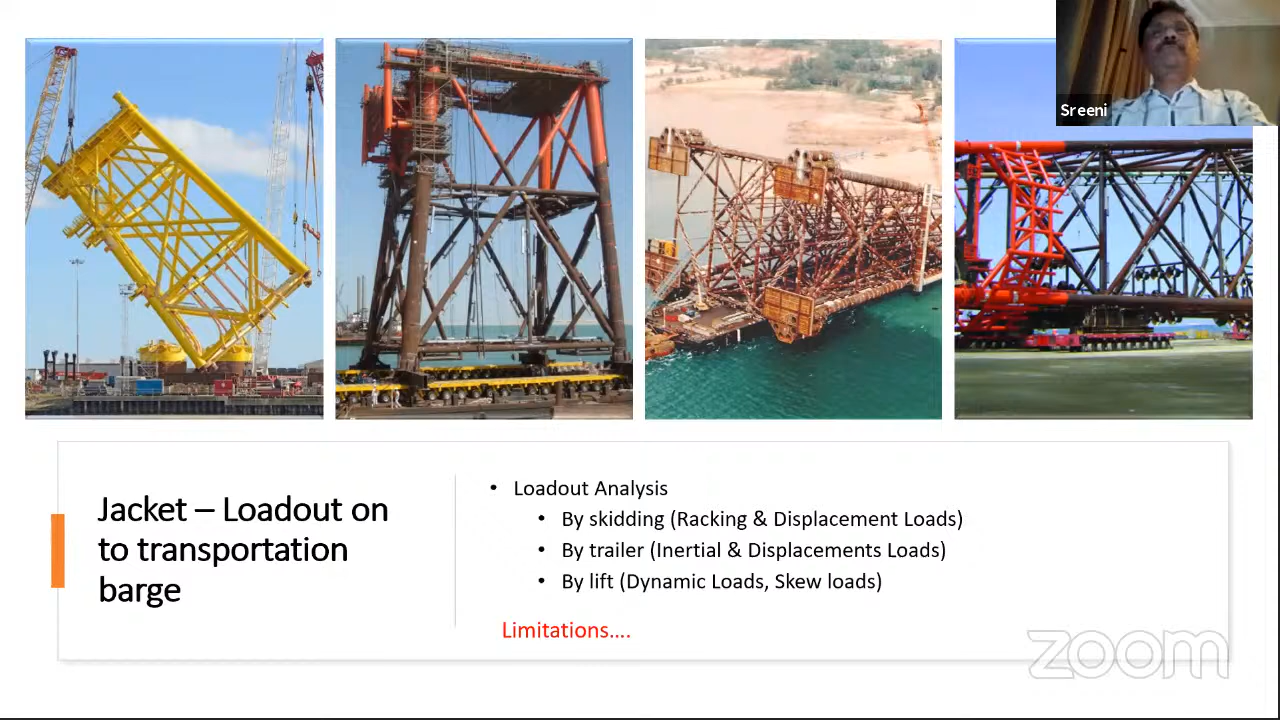 Sreeni
Jacket – Loadout on
to transportation
barge
• Loadout Analysis
• By skidding (Racking & Displacement Loads)
• By trailer (Inertial & Displacements Loads)
• By lift (Dynamic Loads, Skew loads)
Limitations....
zoom